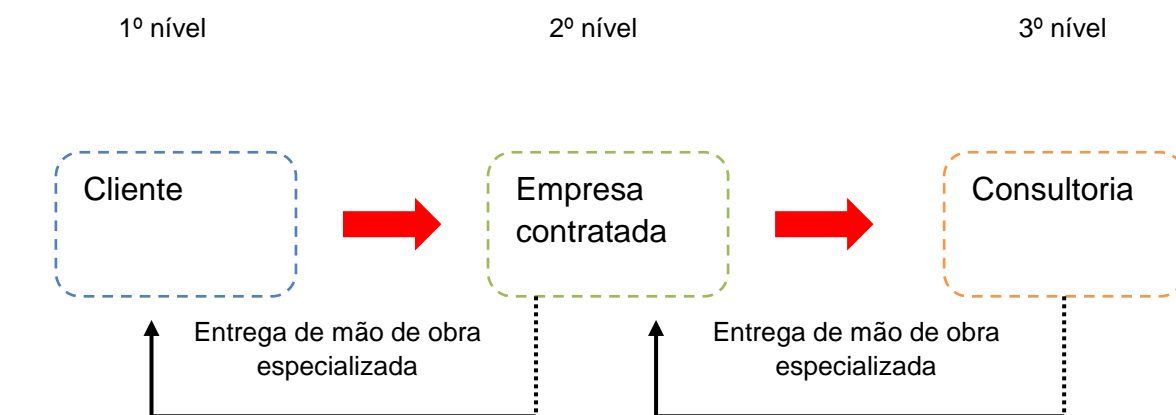 1º nível
2º nível
3º nível
Cliente
Empresa
contratada
Consultoria
Entrega de mão de obra
especializada
Entrega de mão de obra
especializada